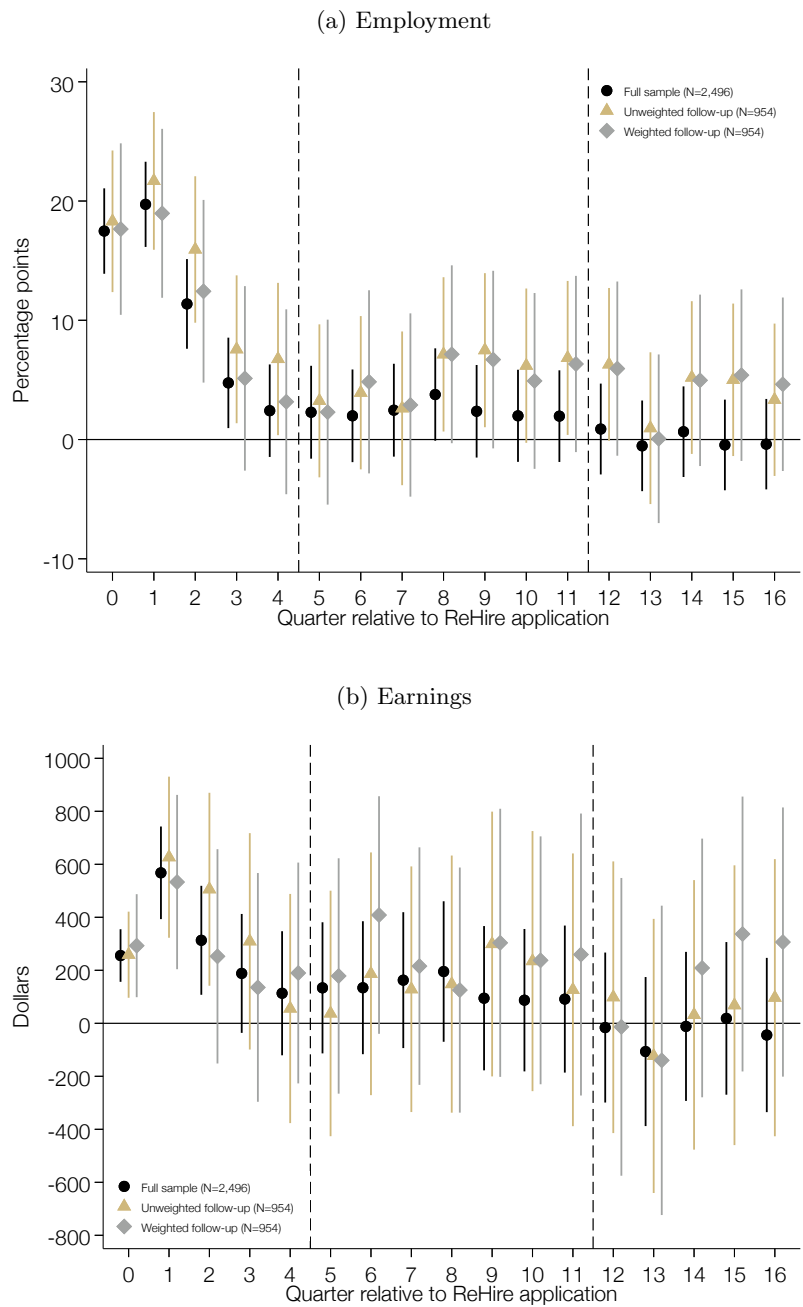 (a) Employment
30
20
10
0
-10
Percentage points
Full sample (N=2,496)
Unweighted follow-up (N=954)
Weighted follow-up (N=954)
0 1 2 3 4 5 6 7 8 9 10 11 12 13 14 15 16
Quarter relative to ReHire application
(b) Earnings
1000
800
600
400
200
0
-200
-400
-600
-800
Dollars
Full sample (N=2,496)
Unweighted follow-up (N=954)
Weighted follow-up (N=954)
0 1 2 3 4 5 6 7 8 9 10 11 12 13 14 15 16
Quarter relative to ReHire application